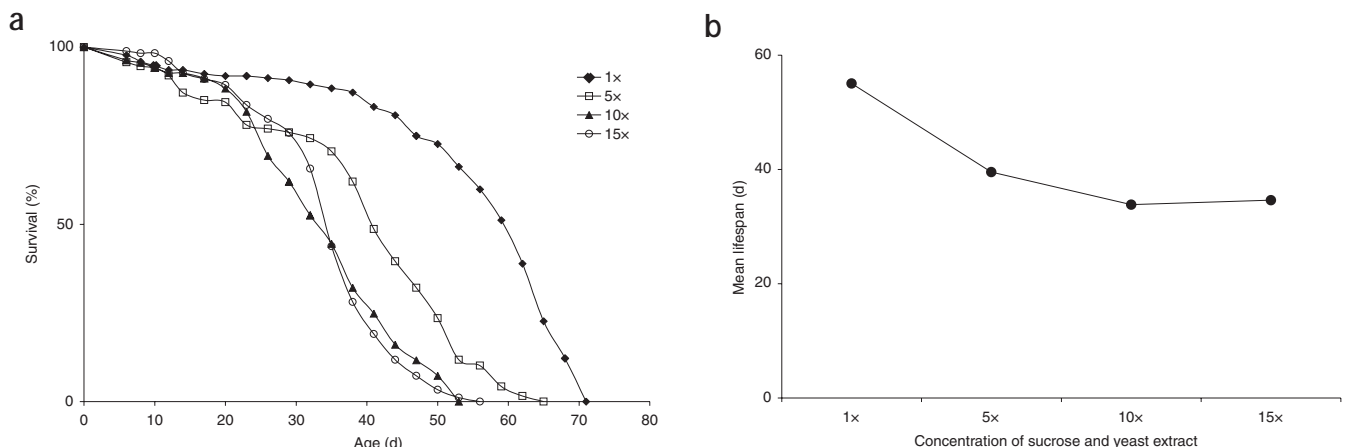 a
100
50
0
Survival (%)
0 10 20 30 40 50 60 70 80
Age (d)
1×
5×
10×
15×
b
60
40
20
0
Mean lifespan (d)
1× 5× 10× 15×
Concentration of sucrose and yeast extract